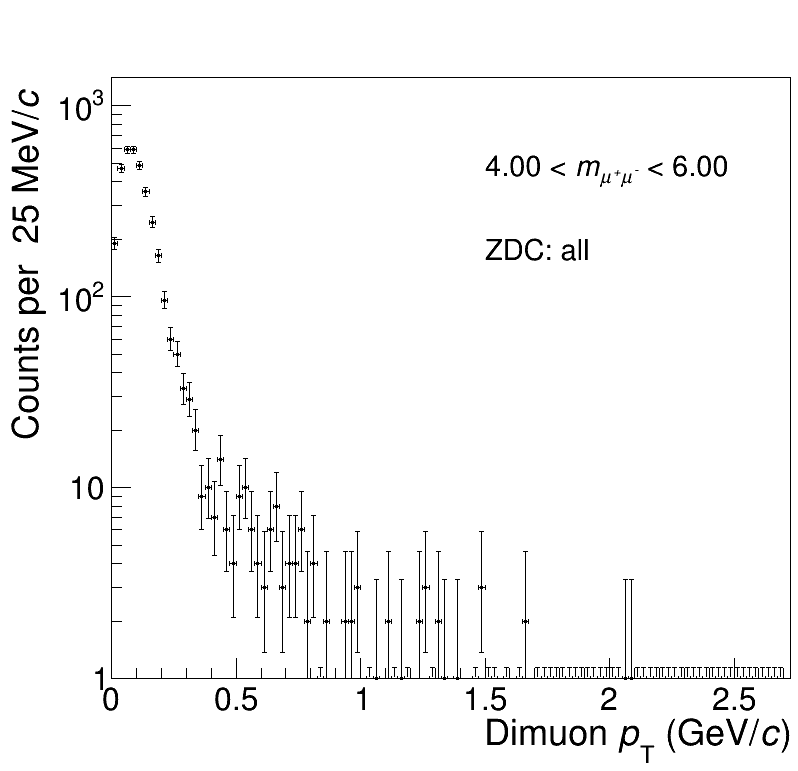 10³
10²
10
1
Counts per 25 MeV/c
4.00 < m_μ⁺μ⁻ < 6.00
ZDC: all
0 0.5 1 1.5 2 2.5
Dimuon p_T (GeV/c)